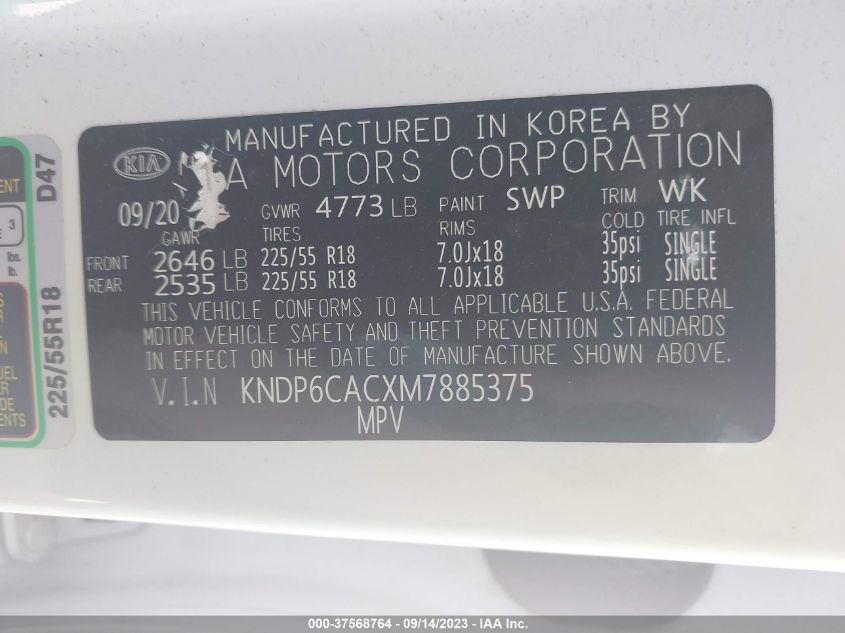 MANUFACTURED IN KOREA BY
KIA A MOTORS CORPORATION
09/20 GVWR 4773 LB PAINT SWP TRIM WK
GAWR TIRES RIMS COLD TIRE INFL
FRONT 2646 LB 225/55 R18 7.0Jx18 35psi SINGLE
REAR 2535 LB 225/55 R18 7.0Jx18 35psi SINGLE
THIS VEHICLE CONFORMS TO ALL APPLICABLE U.S.A. FEDERAL
MOTOR VEHICLE SAFETY AND THEFT PREVENTION STANDARDS
IN EFFECT ON THE DATE OF MANUFACTURE SHOWN ABOVE.
V.I.N KNDP6CACXM7885375
MPV
D47
225/55R18
3
lbs.
lb.
000-37568764 - 09/14/2023 - IAA Inc.